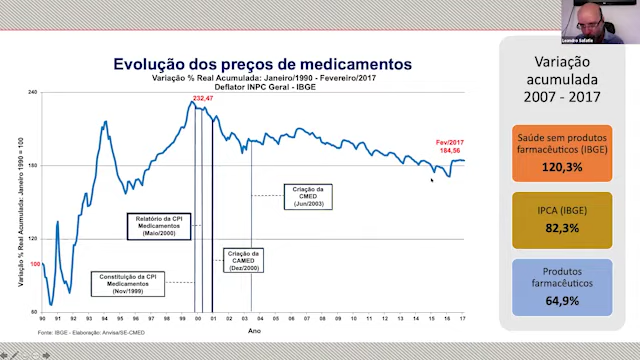 Leandro Safatle
Evolução dos preços de medicamentos
Variação % Real Acumulada: Janeiro/1990 - Fevereiro/2017
Deflator INPC Geral - IBGE
Variação % Real Acumulada: Janeiro 1990 = 100
240
180
120
60
100
232,47
Fev/2017
184,56
Criação da
CMED
(Jun/2003)
Relatório da CPI
Medicamentos
(Maio/2000)
Criação da
CAMED
(Dez/2000)
Constituição da CPI
Medicamentos
(Nov/1999)
90 91 92 93 94 95 96 97 98 99 00 01 02 03 04 05 06 07 08 09 10 11 12 13 14 15 16 17
Ano
Fonte: IBGE - Elaboração: Anvisa/SE-CMED
Variação
acumulada
2007 - 2017
Saúde sem produtos
farmacêuticos (IBGE)
120,3%
IPCA (IBGE)
82,3%
Produtos
farmacêuticos
64,9%